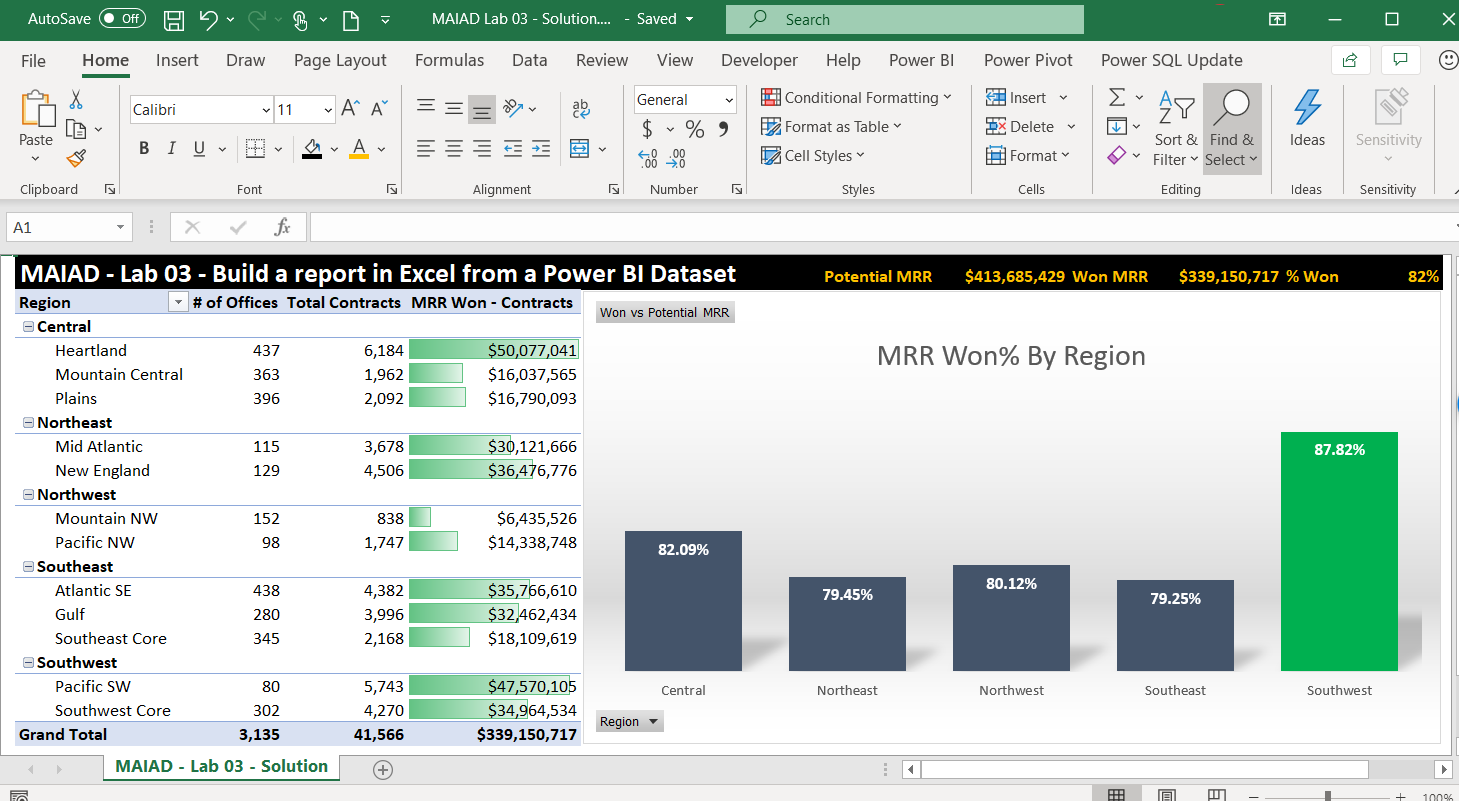 AutoSave Off MAIAD Lab 03 - Solution.... - Saved Search
File Home Insert Draw Page Layout Formulas Data Review View Developer Help Power BI Power Pivot Power SQL Update
Paste
Calibri 11
B I U A
ab
General
$ % 9
.00
.00
Conditional Formatting
Format as Table
Cell Styles
Insert
Delete
Format
Sort & Filter
Find & Select
Ideas
Sensitivity
Clipboard Font Alignment Number Styles Cells Editing Ideas Sensitivity
A1 fx
MAIAD - Lab 03 - Build a report in Excel from a Power BI Dataset Potential MRR $413,685,429 Won MRR $339,150,717 % Won 82%
Region # of Offices Total Contracts MRR Won - Contracts
Central
Heartland 437 6,184 $50,077,041
Mountain Central 363 1,962 $16,037,565
Plains 396 2,092 $16,790,093
Northeast
Mid Atlantic 115 3,678 $30,121,666
New England 129 4,506 $36,476,776
Northwest
Mountain NW 152 838 $6,435,526
Pacific NW 98 1,747 $14,338,748
Southeast
Atlantic SE 438 4,382 $35,766,610
Gulf 280 3,996 $32,462,434
Southeast Core 345 2,168 $18,109,619
Southwest
Pacific SW 80 5,743 $47,570,105
Southwest Core 302 4,270 $34,964,534
Grand Total 3,135 41,566 $339,150,717
Won vs Potential MRR
MRR Won% By Region
82.09% 79.45% 80.12% 79.25% 87.82%
Central Northeast Northwest Southeast Southwest
Region
MAIAD - Lab 03 - Solution
100%